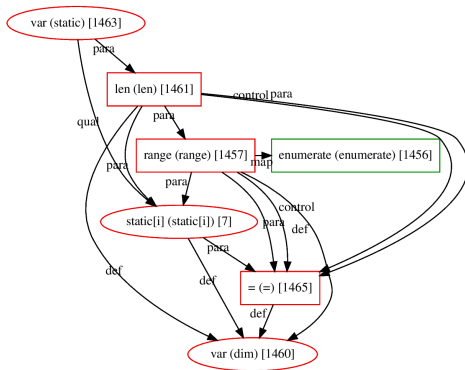 var (static) [1463]
para
len (len) [1461]
control
para
para
qual
range (range) [1457]
map
enumerate (enumerate) [1456]
para
para
static[i] (static[i]) [7]
control
para
def
para
def
= (=) [1465]
def
def
var (dim) [1460]